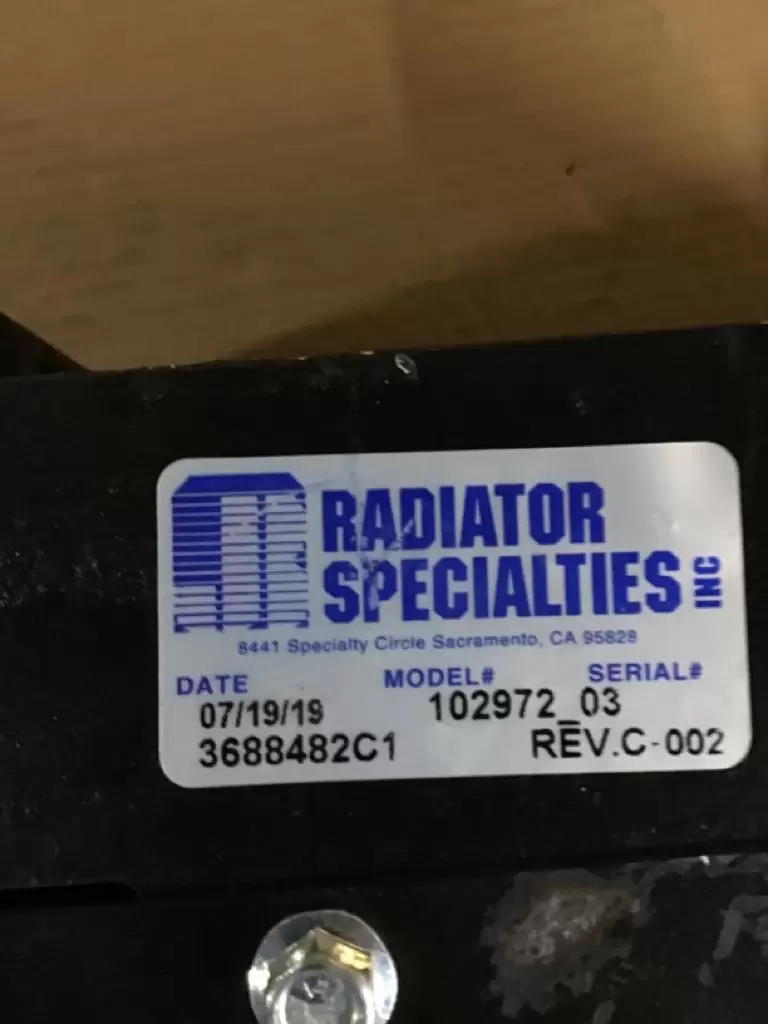 RADIATOR
SPECIALTIES INC
8441 Specialty Circle Sacramento, CA 95828
DATE MODEL# SERIAL#
07/19/19 102972_03
3688482C1 REV.C-002